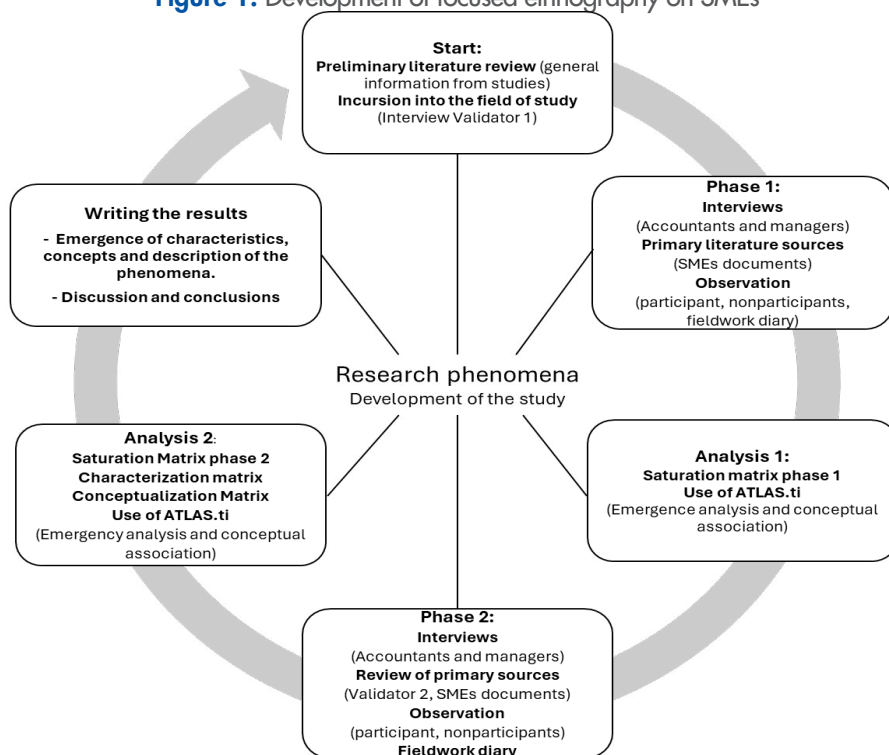 Figure 1. Development of focused ethnography on SMEs
Start:
Preliminary literature review (general
information from studies)
Incursion into the field of study
(Interview Validator 1)
Phase 1:
Interviews
(Accountants and managers)
Primary literature sources
(SMEs documents)
Observation
(participant, nonparticipants,
fieldwork diary)
Analysis 1:
Saturation matrix phase 1
Use of ATLAS.ti
(Emergence analysis and conceptual
association)
Phase 2:
Interviews
(Accountants and managers)
Review of primary sources
(Validator 2, SMEs documents)
Observation
(participant, nonparticipants)
Fieldwork diary
Analysis 2:
Saturation Matrix phase 2
Characterization matrix
Conceptualization Matrix
Use of ATLAS.ti
(Emergency analysis and conceptual
association)
Writing the results
- Emergence of characteristics,
concepts and description of the
phenomena.
- Discussion and conclusions
Research phenomena
Development of the study